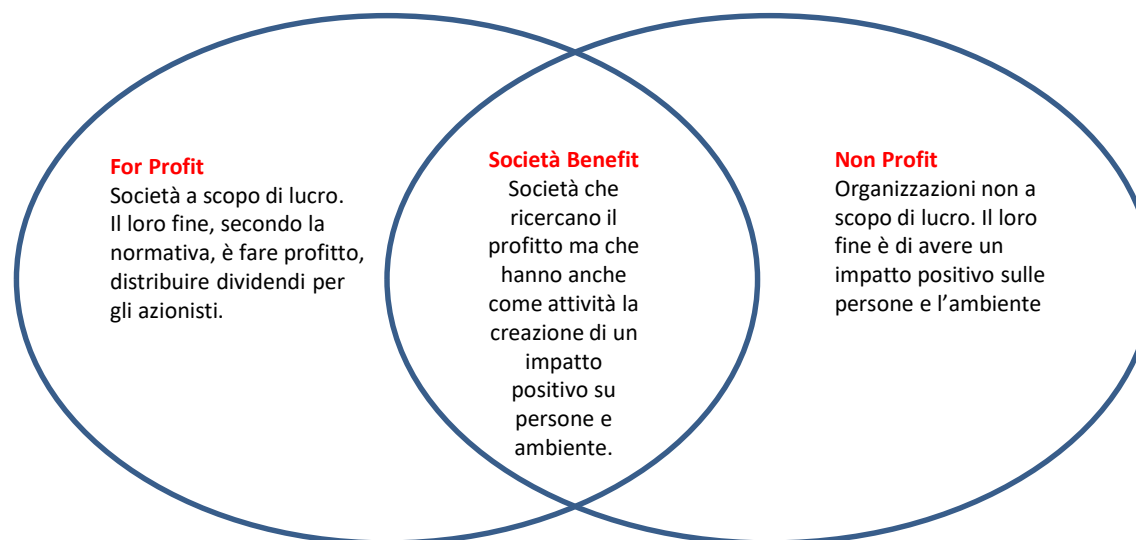 For Profit
Società a scopo di lucro.
Il loro fine, secondo la
normativa, è fare profitto,
distribuire dividendi per
gli azionisti.
Società Benefit
Società che
ricercano il
profitto ma che
hanno anche
come attività la
creazione di un
impatto
positivo su
persone e
ambiente.
Non Profit
Organizzazioni non a
scopo di lucro. Il loro
fine è di avere un
impatto positivo sulle
persone e l’ambiente